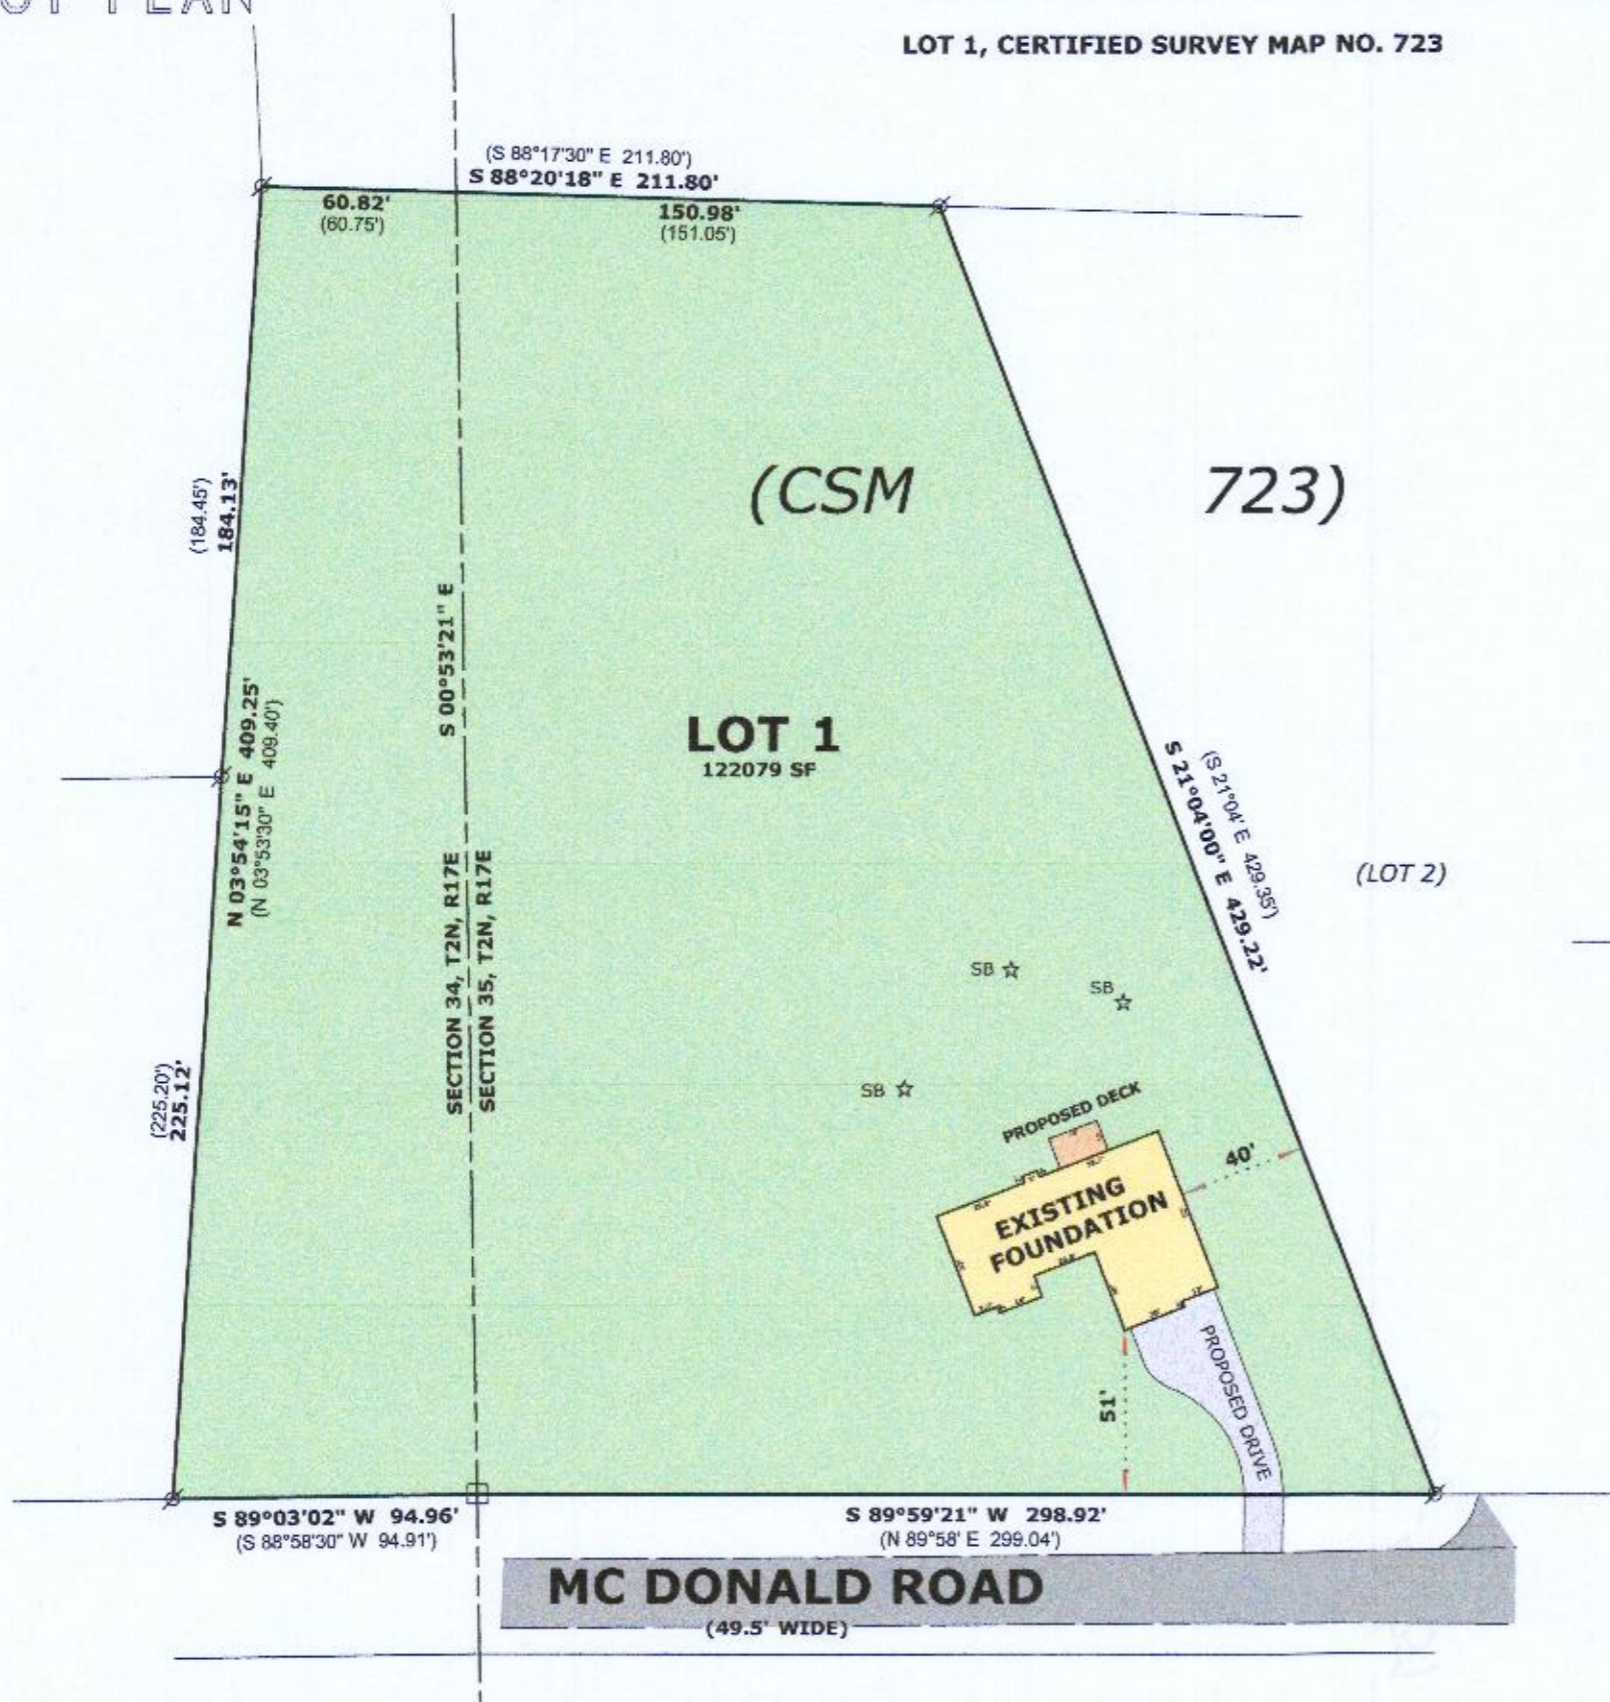 PLAN
LOT 1, CERTIFIED SURVEY MAP NO. 723
(S 88°17'30" E 211.80')
S 88°20'18" E 211.80'
60.82'
(60.75')
150.98'
(151.05')
(CSM 723)
(184.45')
184.13'
S 00°53'21" E
LOT 1
122079 SF
N 03°54'15" E 409.25'
(N 03°53'30" E 409.40')
(S 21°04' E 429.35')
S 21°04'00" E 429.22'
(LOT 2)
SECTION 34, T2N, R17E
SECTION 35, T2N, R17E
SB
SB
SB
(225.20')
225.12'
PROPOSED DECK
40'
EXISTING
FOUNDATION
51'
PROPOSED DRIVE
S 89°03'02" W 94.96'
(S 88°58'30" W 94.91')
S 89°59'21" W 298.92'
(N 89°58' E 299.04')
MC DONALD ROAD
(49.5' WIDE)